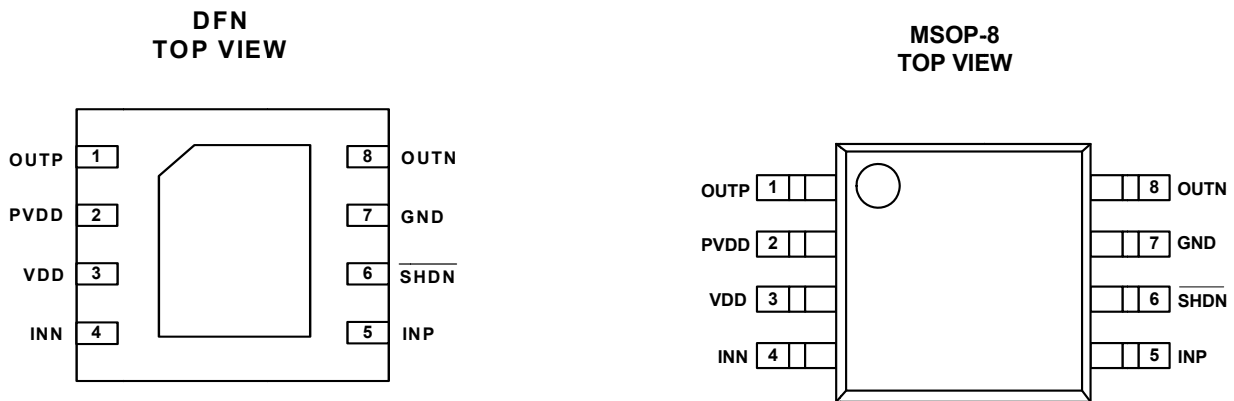 DFN
TOP VIEW
OUTP 1 8 OUTN
PVDD 2 7 GND
VDD 3 6 SHDN
INN 4 5 INP
MSOP-8
TOP VIEW
OUTP 1 8 OUTN
PVDD 2 7 GND
VDD 3 6 SHDN
INN 4 5 INP